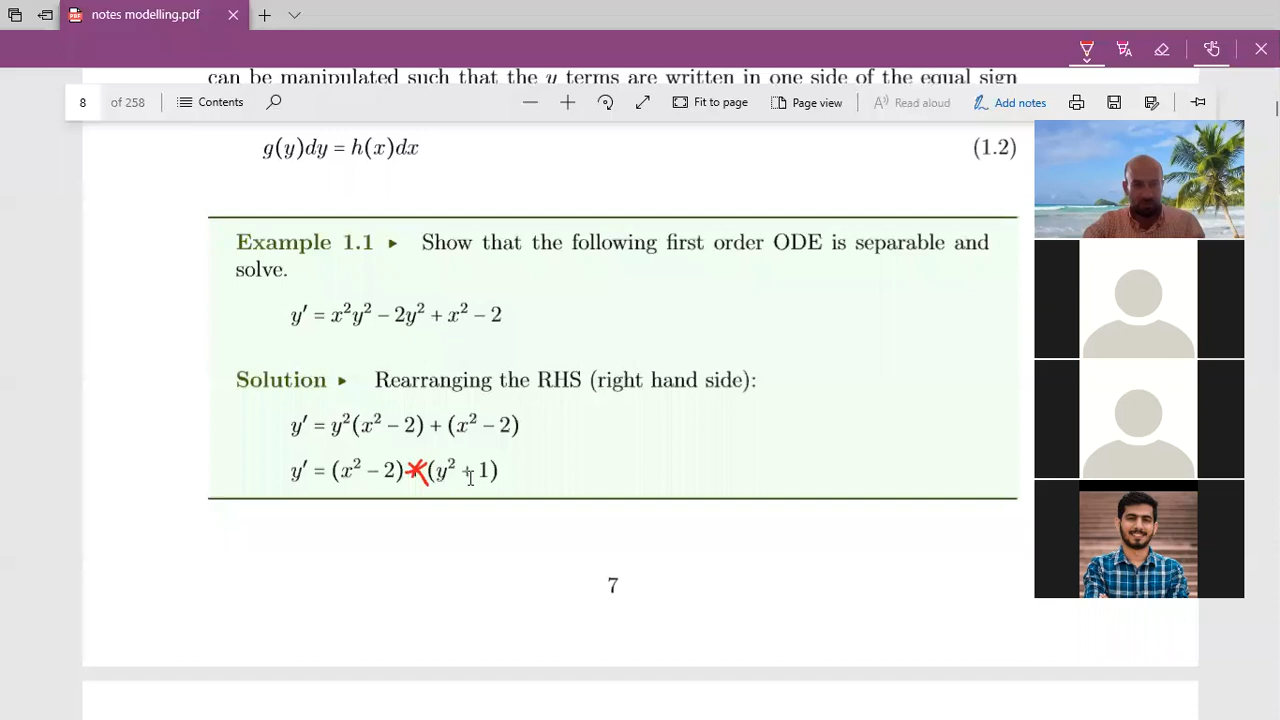 notes modelling.pdf
can be manipulated such that the y terms are written in one side of the equal sign
8 of 258 Contents Fit to page Page view Read aloud Add notes
g(y)dy = h(x)dx (1.2)
Example 1.1 ▸ Show that the following first order ODE is separable and
solve.
y′ = x²y² − 2y² + x² − 2
Solution ▸ Rearranging the RHS (right hand side):
y′ = y²(x² − 2) + (x² − 2)
y′ = (x² − 2) (y² + 1)
7